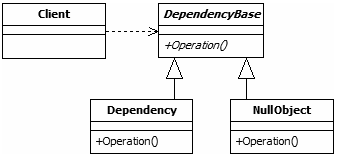 Client
DependencyBase
+Operation()
Dependency
NullObject
+Operation()
+Operation()